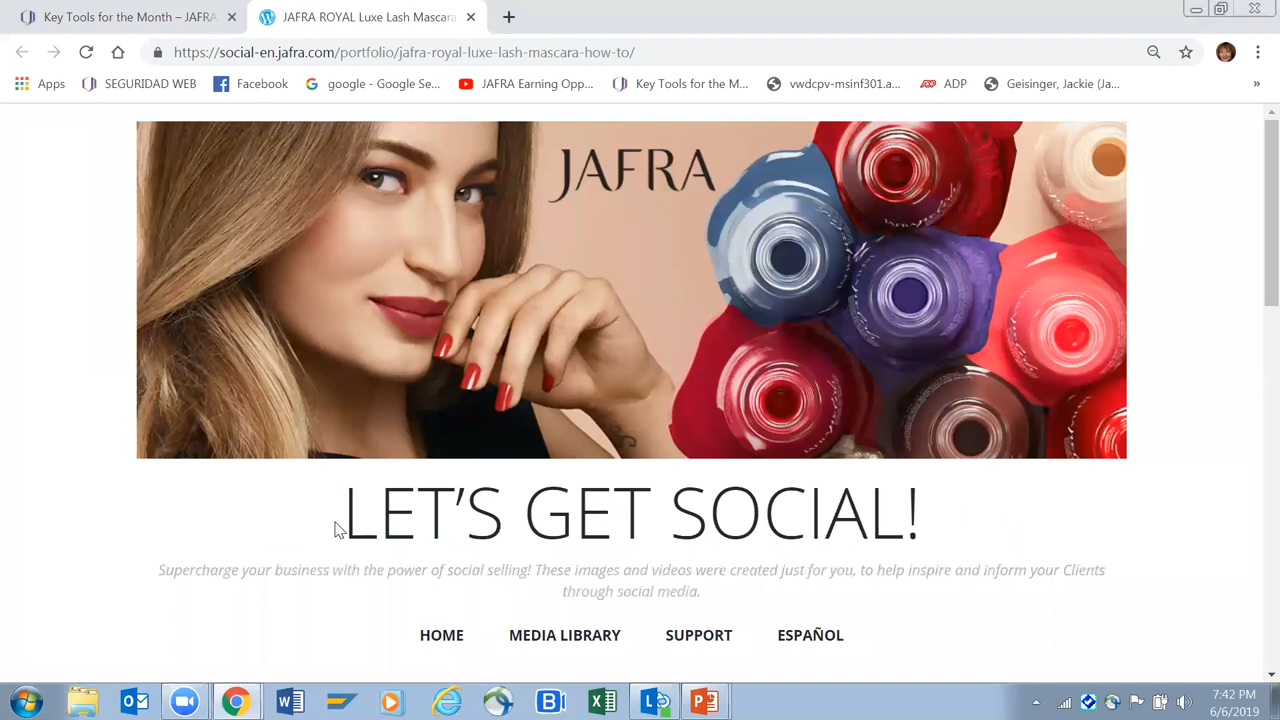 Key Tools for the Month – JAFRA
JAFRA ROYAL Luxe Lash Mascara
https://social-en.jafra.com/portfolio/jafra-royal-luxe-lash-mascara-how-to/
Apps
SEGURIDAD WEB
Facebook
google - Google Se...
JAFRA Earning Opp...
Key Tools for the M...
vwdcpv-msinf301.a...
ADP
Geisinger, Jackie (Ja...
»
JAFRA
LET'S GET SOCIAL!
Supercharge your business with the power of social selling! These images and videos were created just for you, to help inspire and inform your Clients
through social media.
HOME MEDIA LIBRARY SUPPORT ESPAÑOL
7:42 PM
6/6/2019